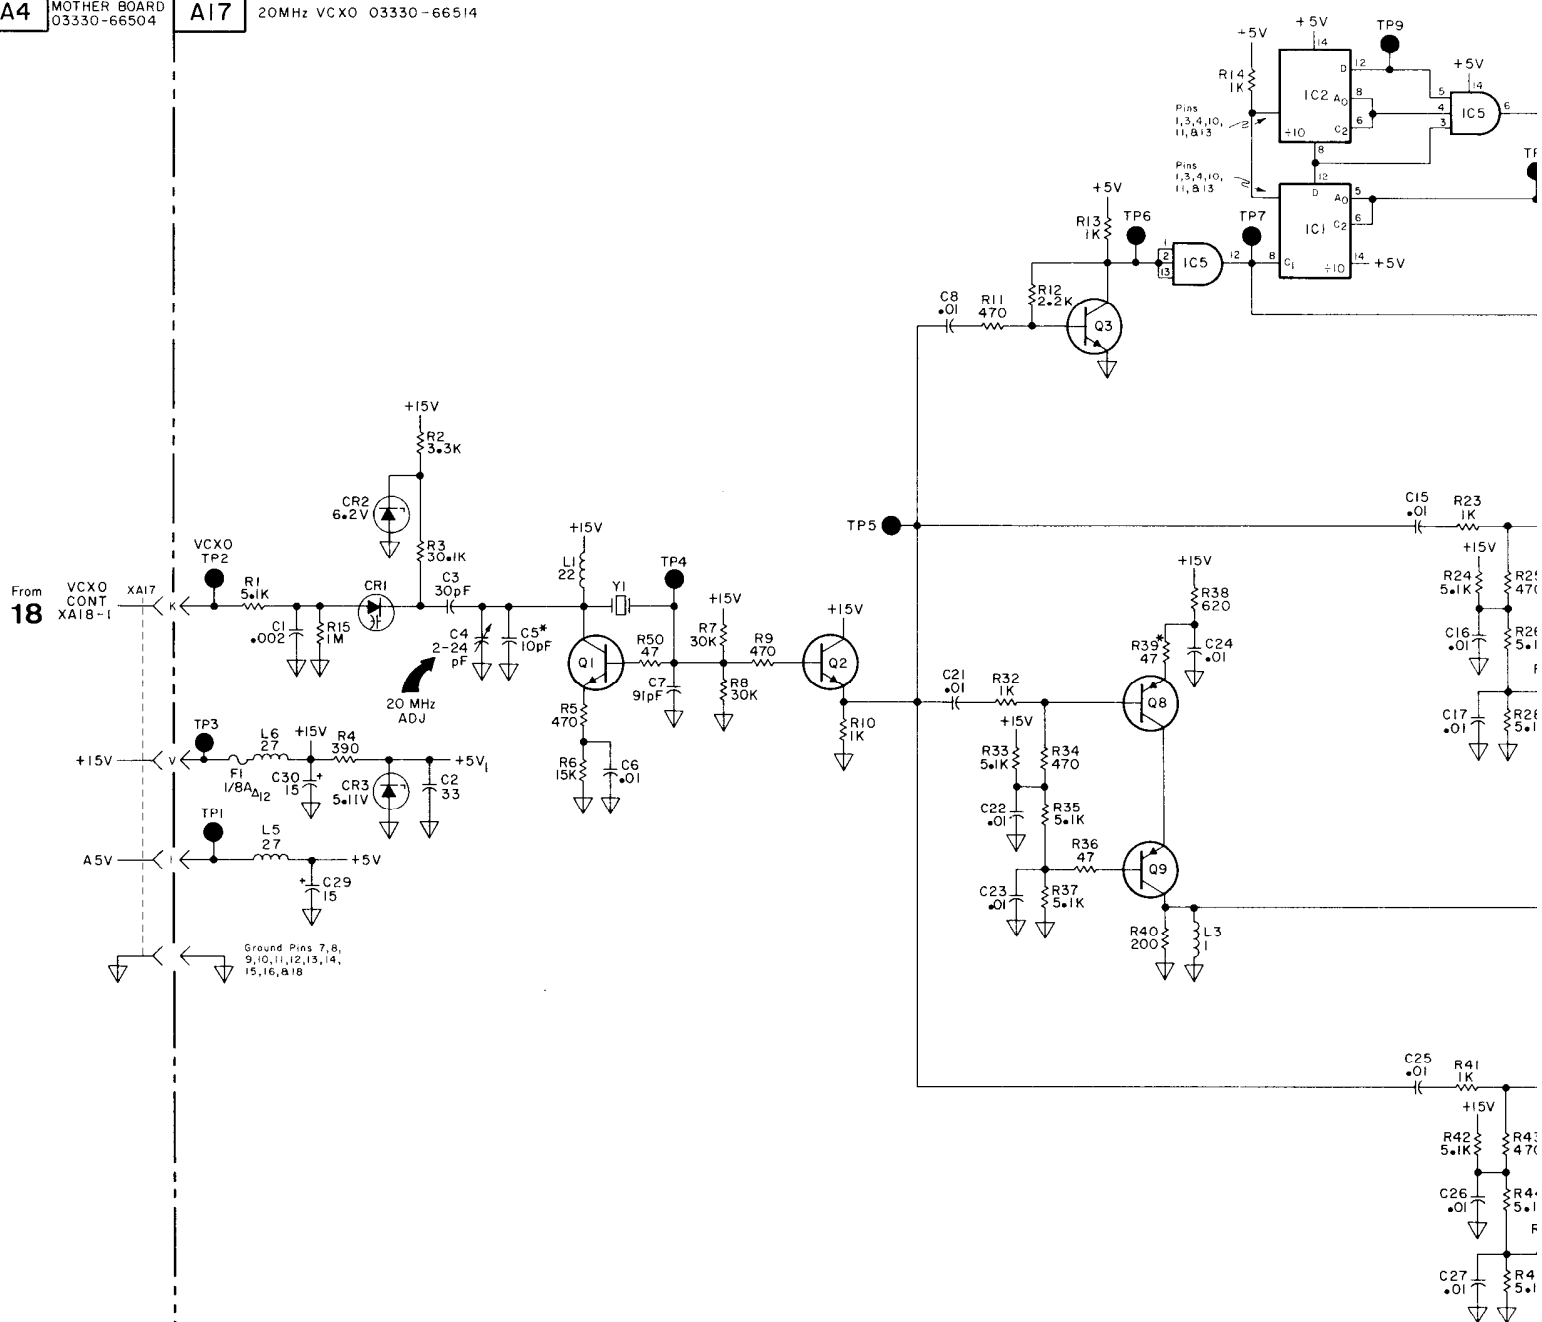 A4
MOTHER BOARD
03330-66504
A17
20MHz VCXO 03330-66514
+5V
R14
1K
+5V
14
D
12
IC2
A0
8
C2
6
÷10
8
TP9
+5V
14
5
4
3
IC5
6
Pins
1,3,4,10,
11,&13
Pins
1,3,4,10,
11,&13
12
D
A0
5
IC1
C2
6
C1
8
÷10
14
+5V
+5V
R13
1K
TP6
1
2
13
IC5
12
TP7
R12
2.2K
C8
.01
R11
470
Q3
+15V
R2
3.3K
CR2
6.2V
R3
30.1K
From
18
VCXO
CONT
XA18-1
XA17
K
VCXO
TP2
R1
5.1K
C1
.002
R15
1M
CR1
C3
30pF
C4
2-24
pF
C5*
10pF
20 MHz
ADJ
+15V
L1
22
Y1
TP4
Q1
R50
47
C7
91pF
R7
30K
+15V
R8
30K
R9
470
+15V
Q2
R10
1K
R5
470
R6
15K
C6
.01
+15V
V
TP3
F1
1/8A
Δ12
L6
27
+15V
C30
15
+
R4
390
CR3
5.11V
C2
33
+5V1
A5V
TP1
L5
27
+5V
+
C29
15
Ground Pins 7,8,
9,10,11,12,13,14,
15,16,&18
TP5
C21
.01
R32
1K
+15V
R33
5.1K
R34
470
C22
.01
R35
5.1K
R36
47
C23
.01
R37
5.1K
+15V
R38
620
R39*
47
C24
.01
Q8
Q9
R40
200
L3
1
C15
.01
R23
1K
+15V
R24
5.1K
C16
.01
C17
.01
C25
.01
R41
1K
+15V
R42
5.1K
C26
.01
C27
.01